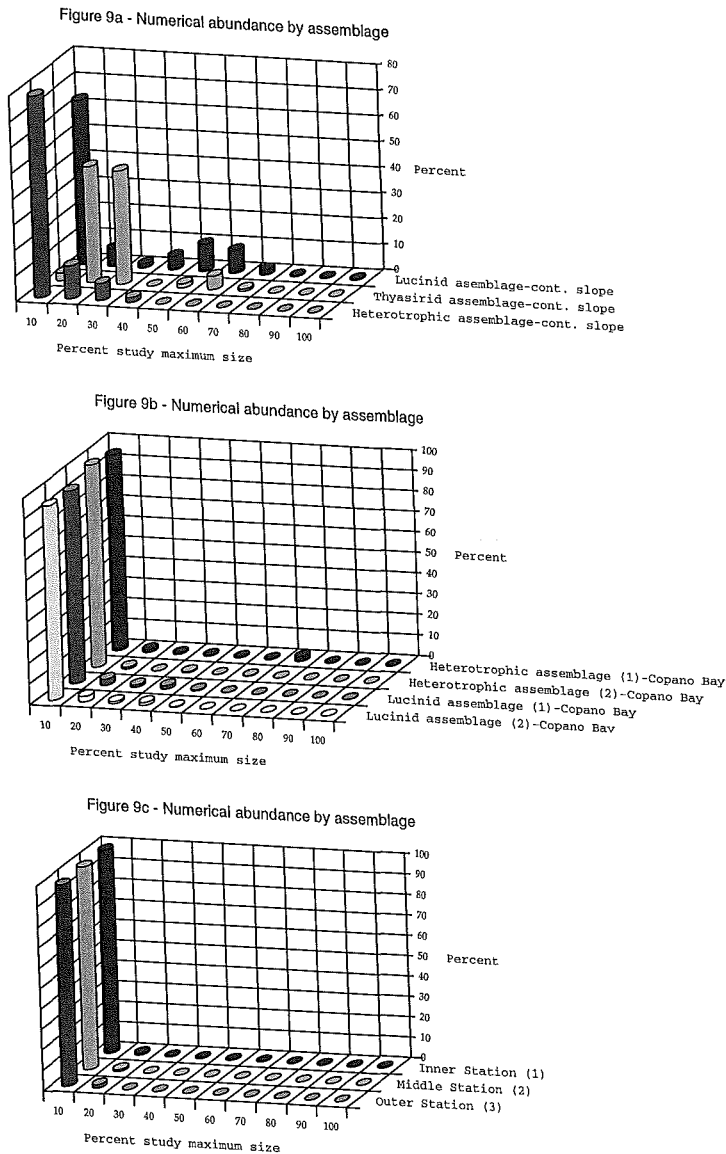 Figure 9a - Numerical abundance by assemblage
80
70
60
50
40
30
20
10
0
Percent
Lucinid asemblage-cont. slope
Thyasirid assemblage-cont. slope
Heterotrophic assemblage-cont. slope
10 20 30 40 60 70 80 90 100
Percent study maximum size
Figure 9b - Numerical abundance by assemblage
100
90
80
70
60
50
40
30
20
10
0
Percent
Heterotrophic assemblage (1)-Copano Bay
Heterotrophic assemblage (2)-Copano Bay
Lucinid assemblage (1)-Copano Bay
Lucinid assemblage (2)-Copano Bay
10 20 30 40 50 60 70 80 90 100
Percent study maximum size
Figure 9c - Numerical abundance by assemblage
100
90
80
70
60
50
40
30
20
10
0
Percent
Inner Station (1)
Middle Station (2)
Outer Station (3)
10 20 30 40 50 60 70 80 90 100
Percent study maximum size